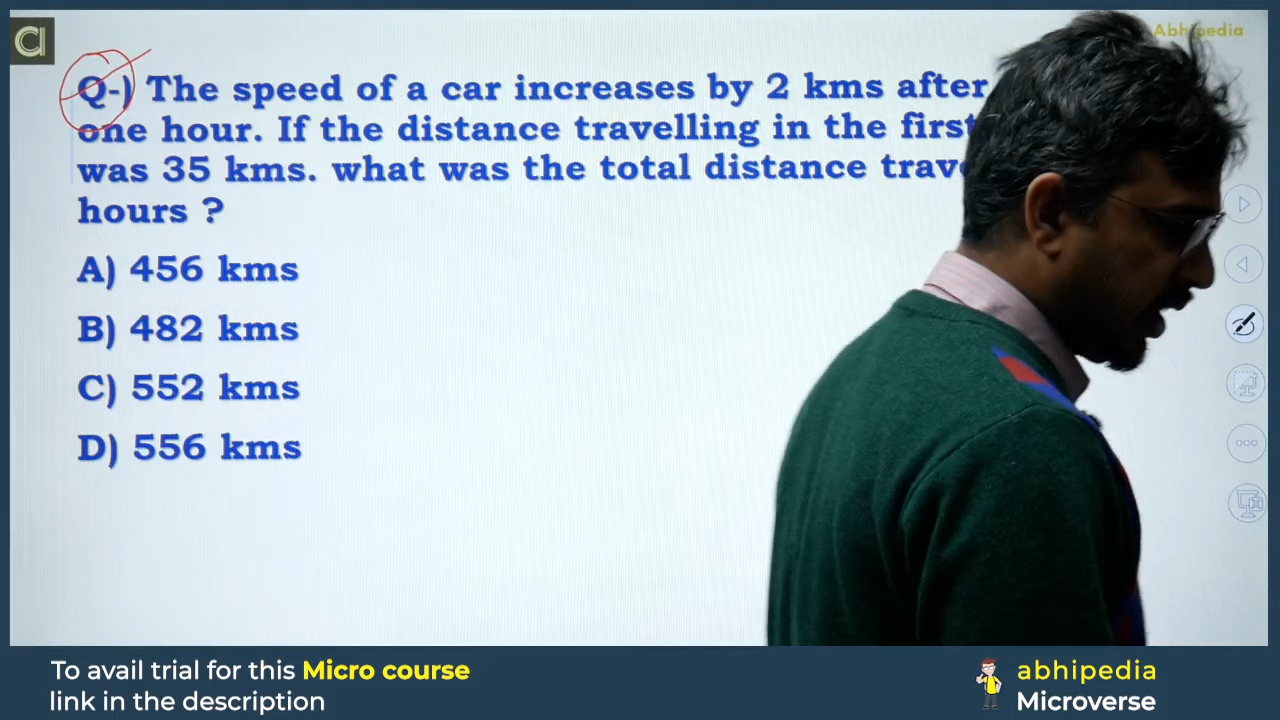 a
Abhipedia
Q-) The speed of a car increases by 2 kms after
one hour. If the distance travelling in the first
was 35 kms. what was the total distance
hours ?
A) 456 kms
B) 482 kms
C) 552 kms
D) 556 kms
To avail trial for this Micro course
link in the description
abhipedia
Microverse